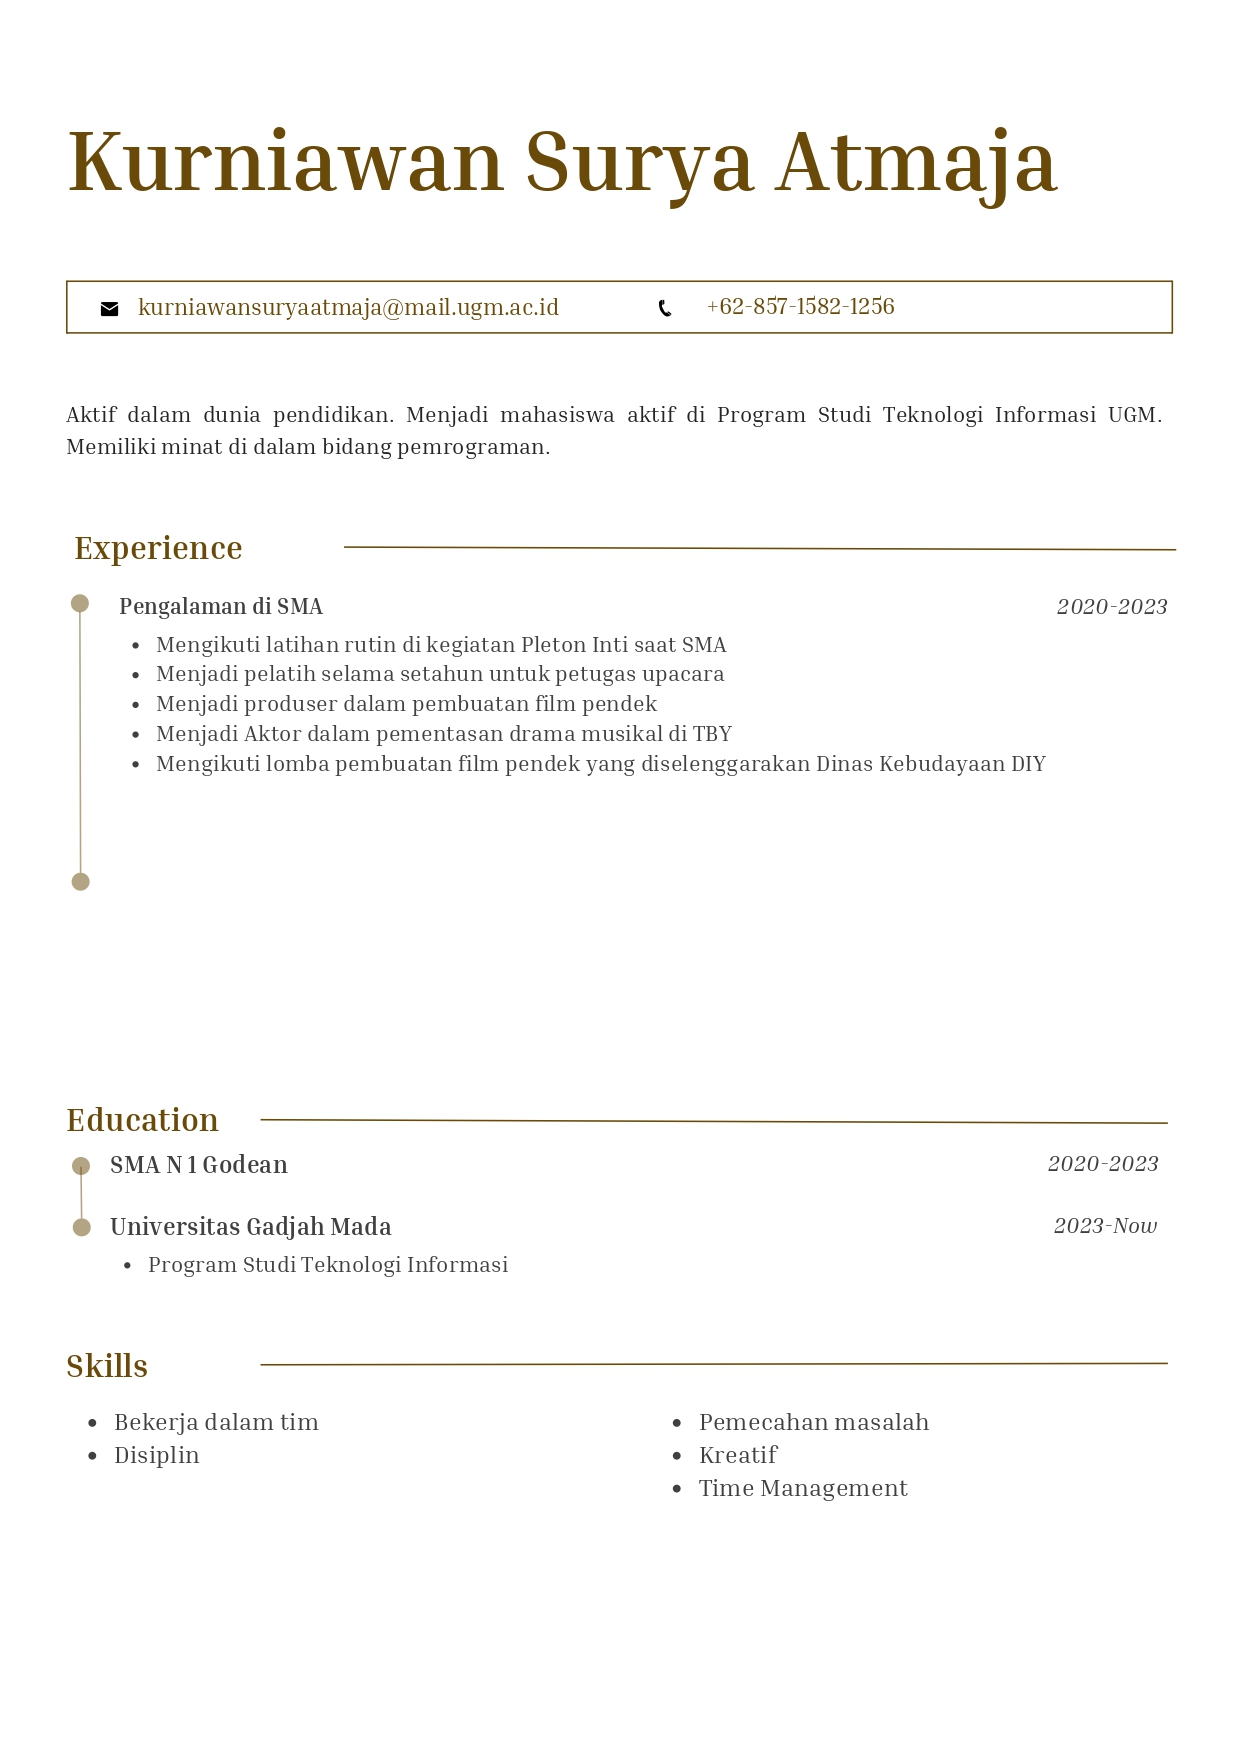 Kurniawan Surya Atmaja
kurniawansuryaatmaja@mail.ugm.ac.id
+62-857-1582-1256
Aktif dalam dunia pendidikan. Menjadi mahasiswa aktif di Program Studi Teknologi Informasi UGM.
Memiliki minat di dalam bidang pemrograman.
Experience
Pengalaman di SMA
2020-2023
• Mengikuti latihan rutin di kegiatan Pleton Inti saat SMA
• Menjadi pelatih selama setahun untuk petugas upacara
• Menjadi produser dalam pembuatan film pendek
• Menjadi Aktor dalam pementasan drama musikal di TBY
• Mengikuti lomba pembuatan film pendek yang diselenggarakan Dinas Kebudayaan DIY
Education
SMA N 1 Godean
2020-2023
Universitas Gadjah Mada
2023-Now
• Program Studi Teknologi Informasi
Skills
• Bekerja dalam tim
• Disiplin
• Pemecahan masalah
• Kreatif
• Time Management